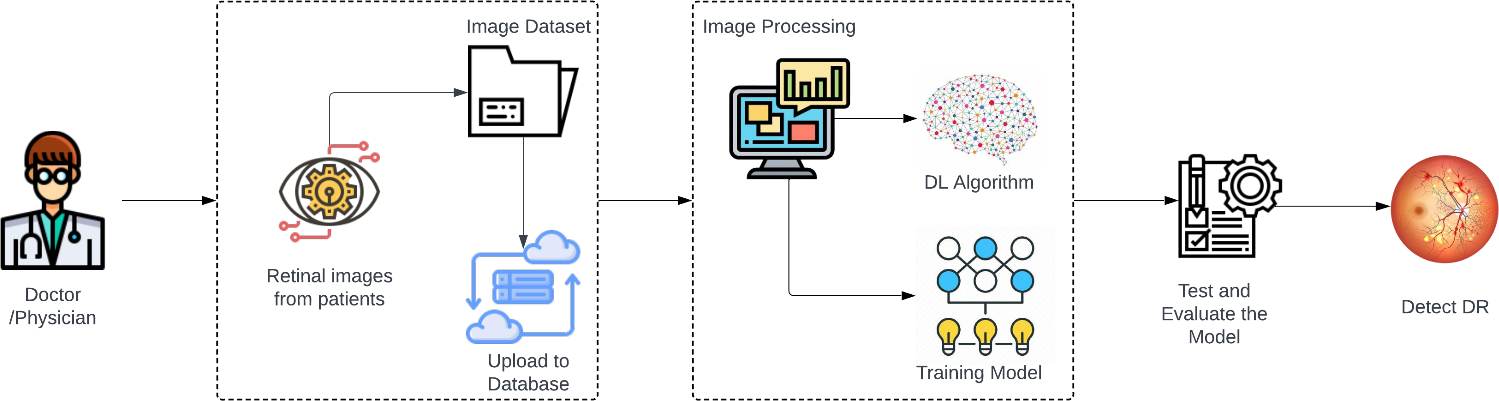 Doctor
/Physician
Image Dataset
Retinal images
from patients
Upload to
Database
Image Processing
DL Algorithm
Training Model
Test and
Evaluate the
Model
Detect DR